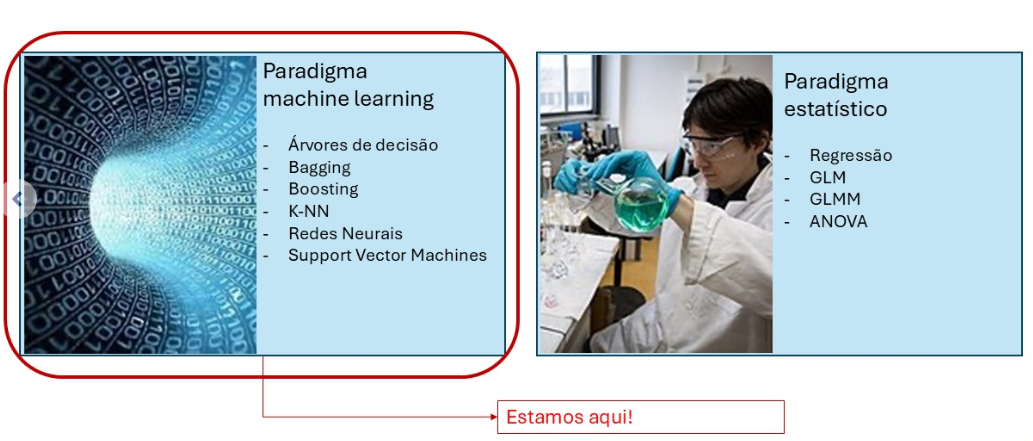 Paradigma
machine learning
- Árvores de decisão
- Bagging
- Boosting
- K-NN
- Redes Neurais
- Support Vector Machines
Paradigma
estatístico
- Regressão
- GLM
- GLMM
- ANOVA
Estamos aqui!